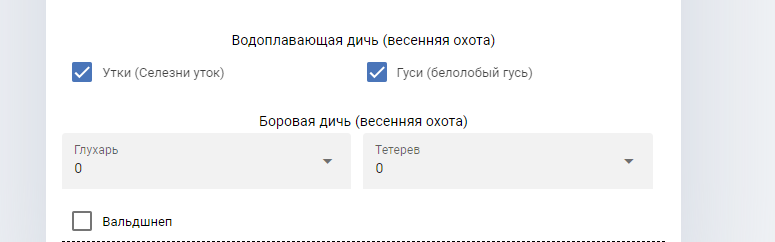 Водоплавающая дичь (весенняя охота)
Утки (Селезни уток)
Гуси (белолобый гусь)
Боровая дичь (весенняя охота)
Глухарь
0
Тетерев
0
Вальдшнеп